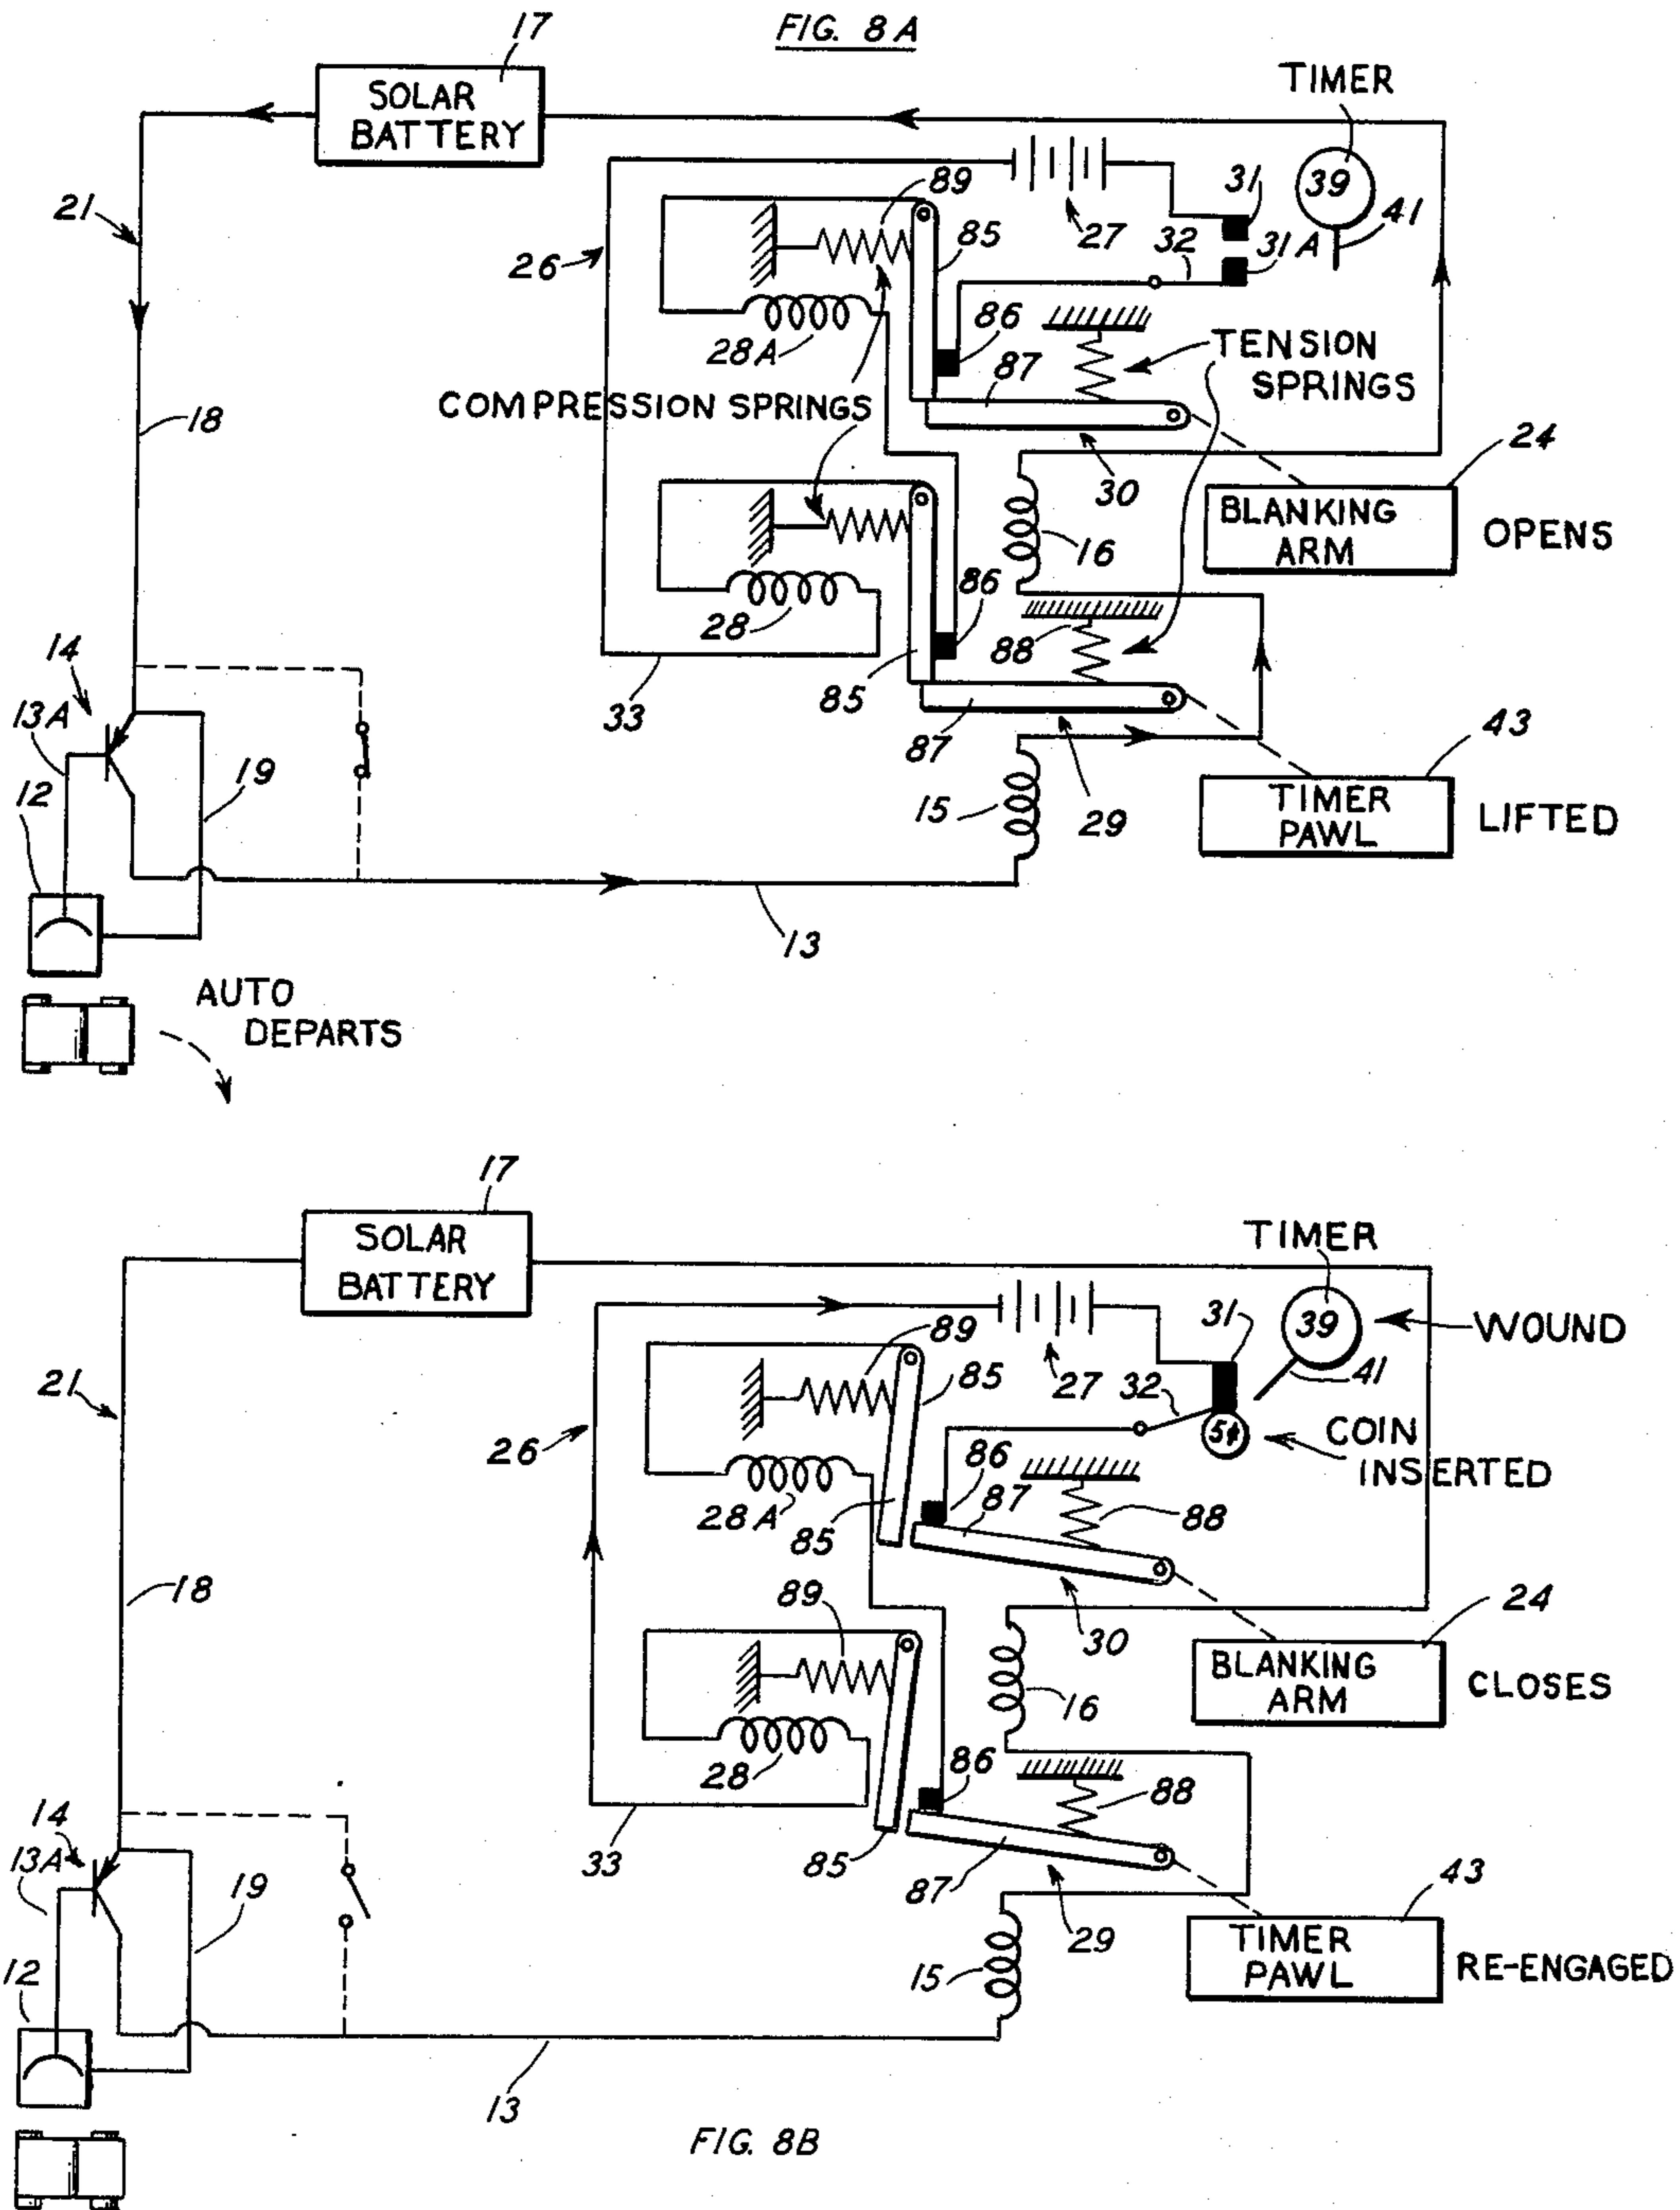 FIG. 8A
17
SOLAR
BATTERY
TIMER
39
31
41
89
21
85
27
32
31A
26
86
28A
87
TENSION
SPRINGS
COMPRESSION SPRINGS
18
24
30
BLANKING
ARM
OPENS
16
86
28
14
88
13A
85
33
87
43
19
12
15
29
TIMER
PAWL
LIFTED
13
AUTO
DEPARTS
17
SOLAR
BATTERY
TIMER
31
39
WOUND
89
21
85
27
32
41
26
5¢
COIN
INSERTED
86
87
28A
85
88
18
89
24
30
BLANKING
ARM
CLOSES
16
28
86
88
14
13A
33
85
87
43
19
29
12
15
TIMER
PAWL
RE-ENGAGED
13
FIG. 8B